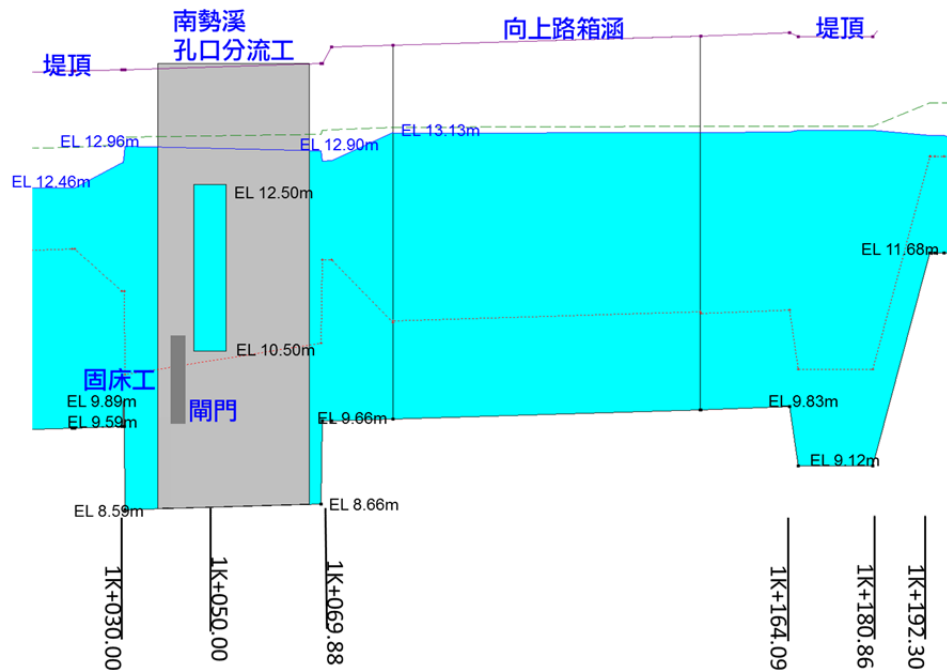 南勢溪
孔口分流工
向上路箱涵
堤頂
堤頂
EL 12.96m
EL 12.90m
EL 13.13m
EL 12.46m
EL 12.50m
EL 11.68m
EL 10.50m
固床工
EL 9.89m
閘門
EL 9.59m
EL 9.66m
EL 9.83m
EL 9.12m
EL 8.59m
EL 8.66m
1K+030.00
1K+050.00
1K+069.88
1K+164.09
1K+180.86
1K+192.30